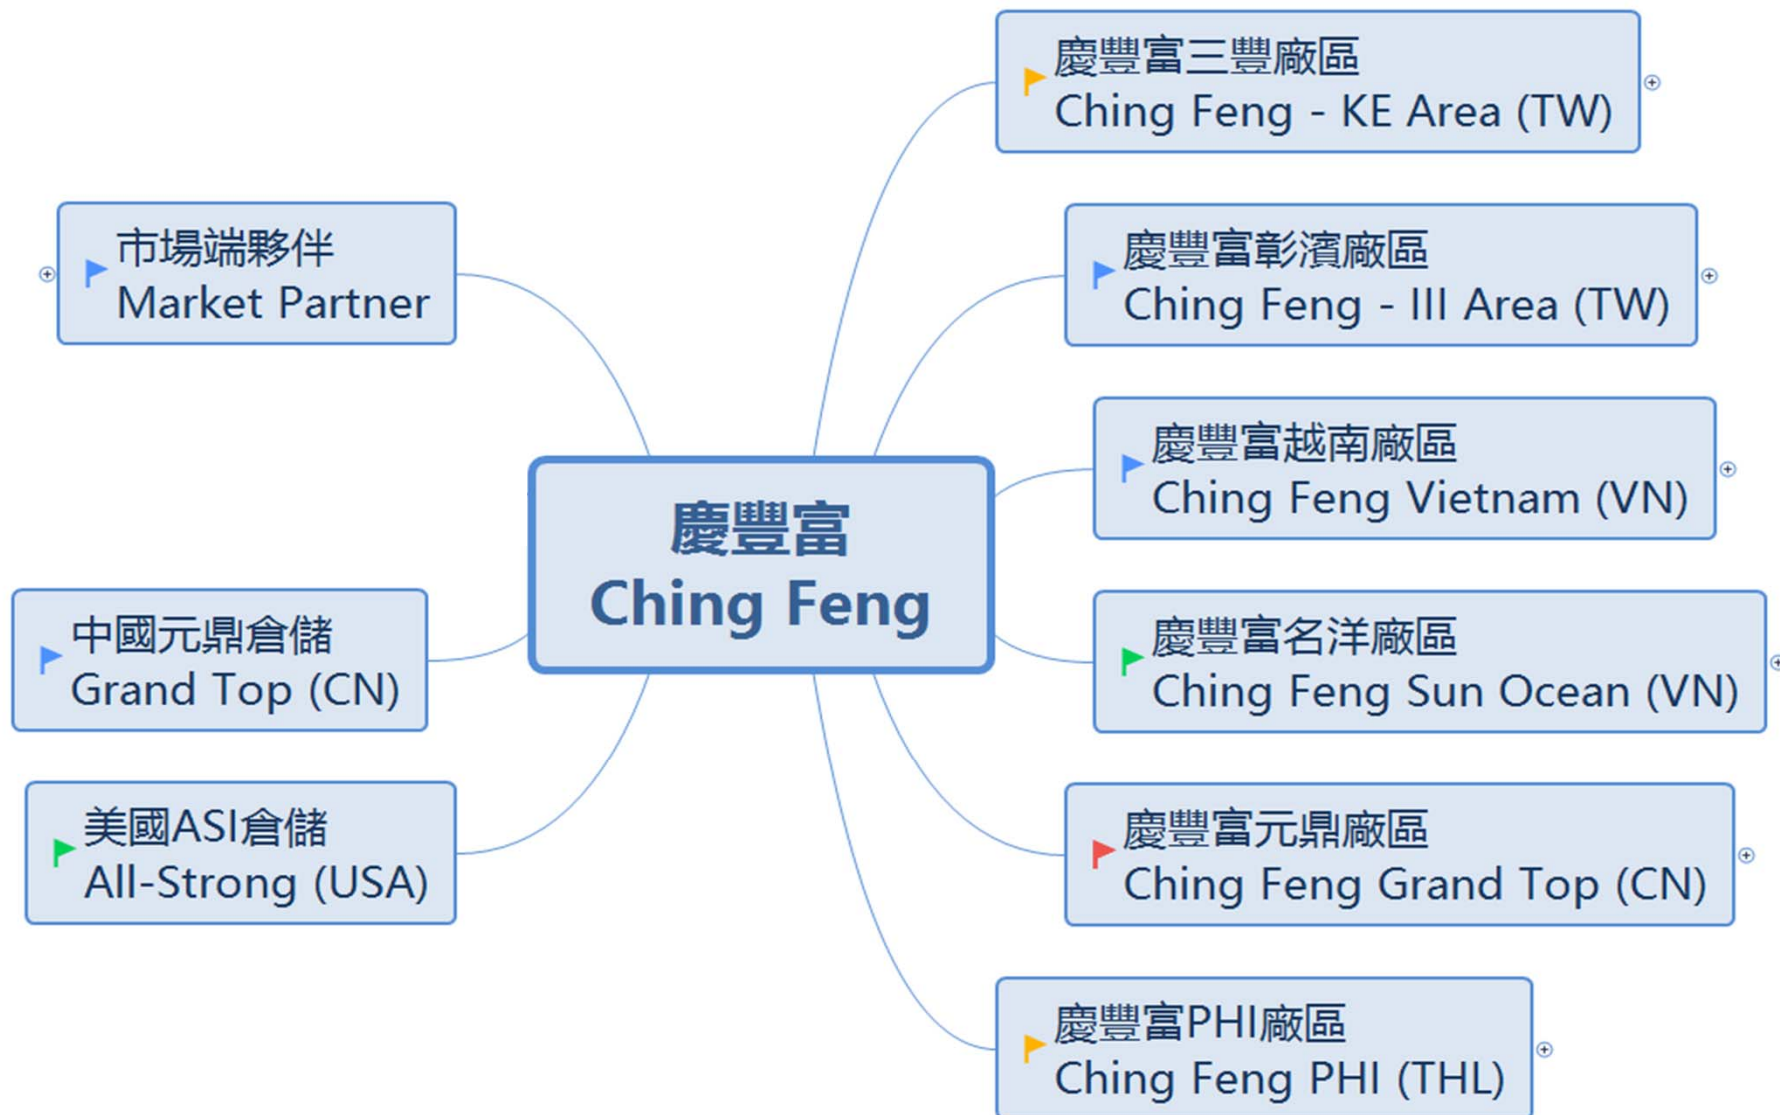 慶豐富三豐廠區
Ching Feng - KE Area (TW)
市場端夥伴
Market Partner
慶豐富彰濱廠區
Ching Feng - III Area (TW)
慶豐富越南廠區
Ching Feng Vietnam (VN)
慶豐富
Ching Feng
中國元鼎倉儲
Grand Top (CN)
慶豐富名洋廠區
Ching Feng Sun Ocean (VN)
美國ASI倉儲
All-Strong (USA)
慶豐富元鼎廠區
Ching Feng Grand Top (CN)
慶豐富PHI廠區
Ching Feng PHI (THL)